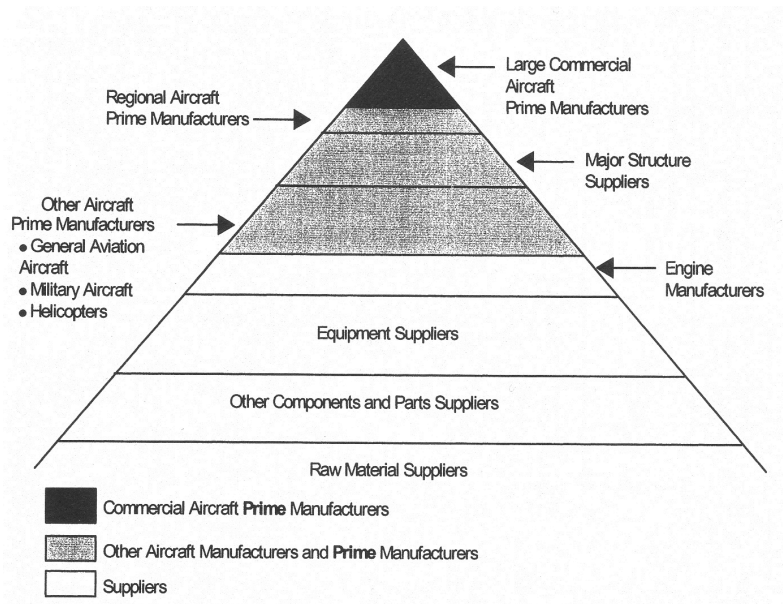 Large Commercial
Aircraft
Prime Manufacturers
Regional Aircraft
Prime Manufacturers
Major Structure
Suppliers
Other Aircraft
Prime Manufacturers
● General Aviation
Aircraft
● Military Aircraft
● Helicopters
Engine
Manufacturers
Equipment Suppliers
Other Components and Parts Suppliers
Raw Material Suppliers
Commercial Aircraft Prime Manufacturers
Other Aircraft Manufacturers and Prime Manufacturers
Suppliers